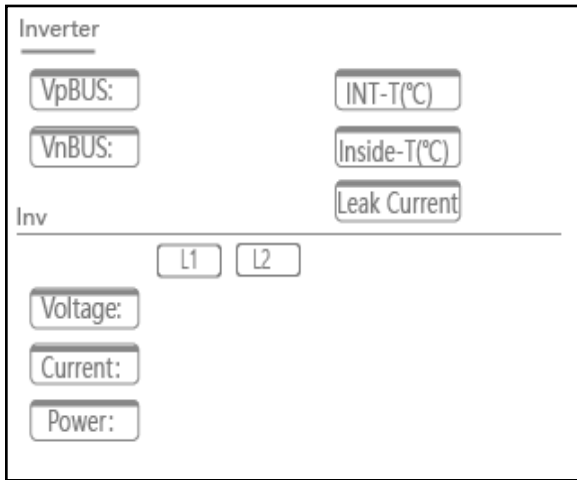 Inverter
VpBUS: INT-T(℃)
VnBUS: Inside-T(℃)
Leak Current
Inv
L1 L2
Voltage:
Current:
Power: